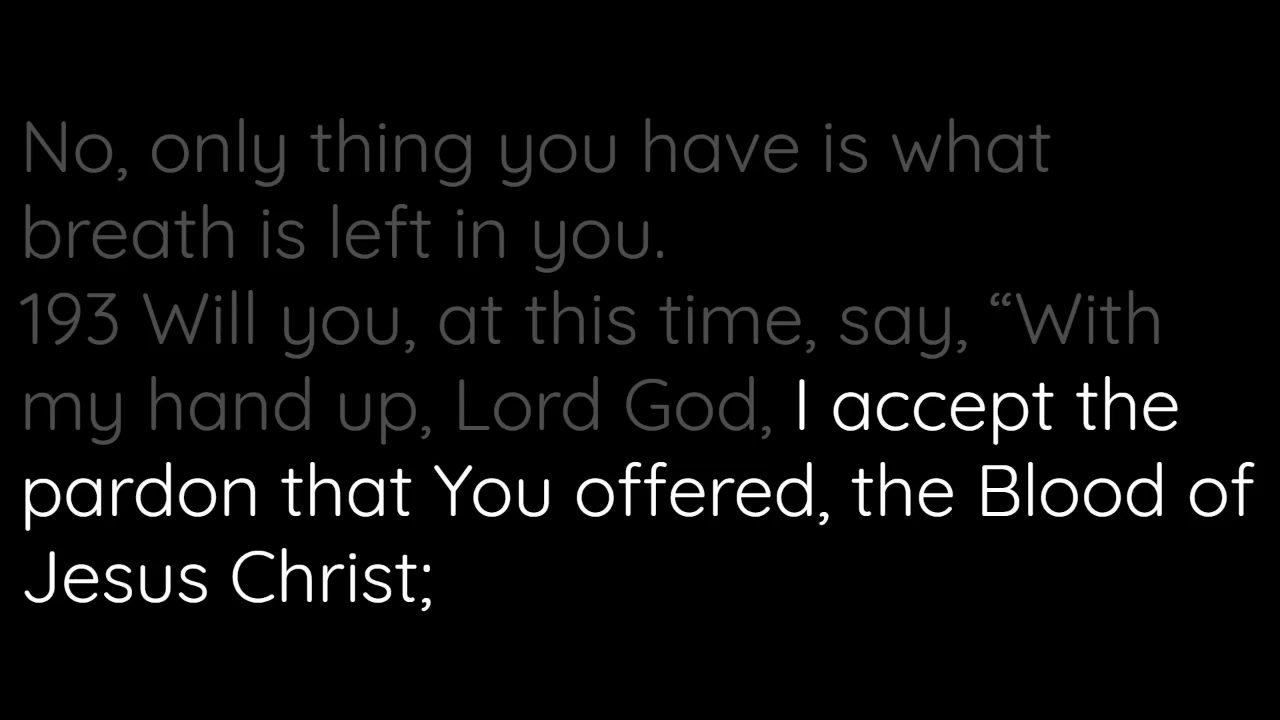 No, only thing you have is what
breath is left in you.
193 Will you, at this time, say, “With
my hand up, Lord God, I accept the
pardon that You offered, the Blood of
Jesus Christ;